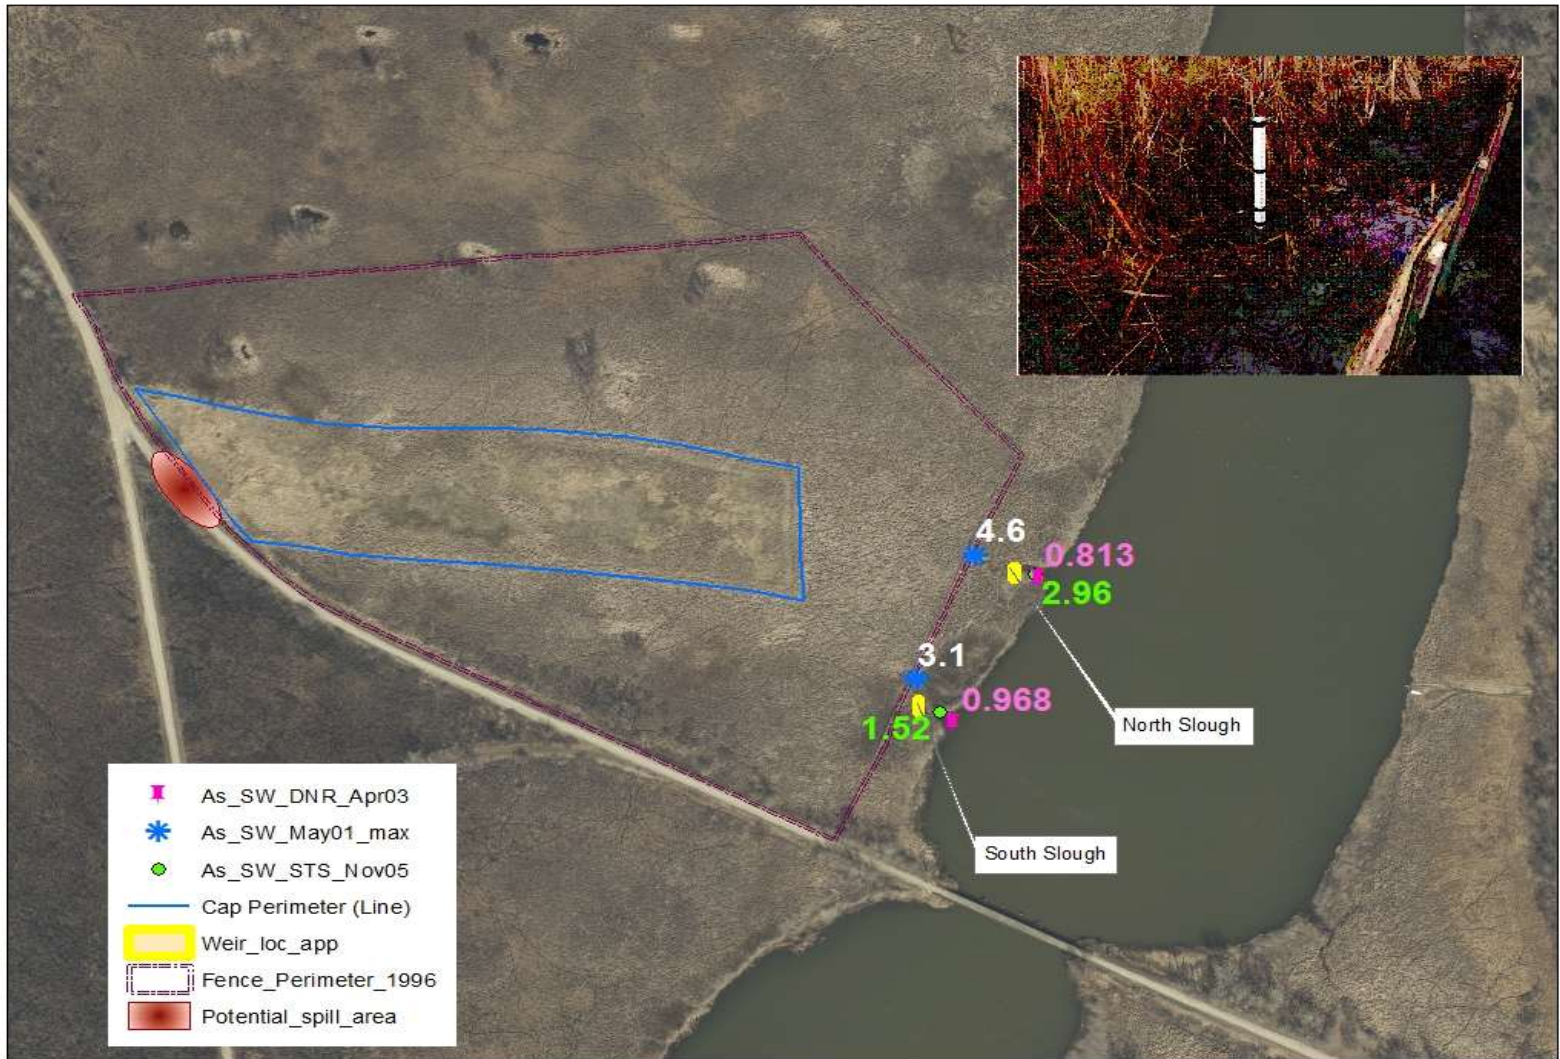 4.6
0.813
2.96
3.1
0.968
1.52
North Slough
South Slough
As_SW_DNR_Apr03
As_SW_May01_max
As_SW_STS_Nov05
Cap Perimeter (Line)
Weir_loc_app
Fence_Perimeter_1996
Potential_spill_area